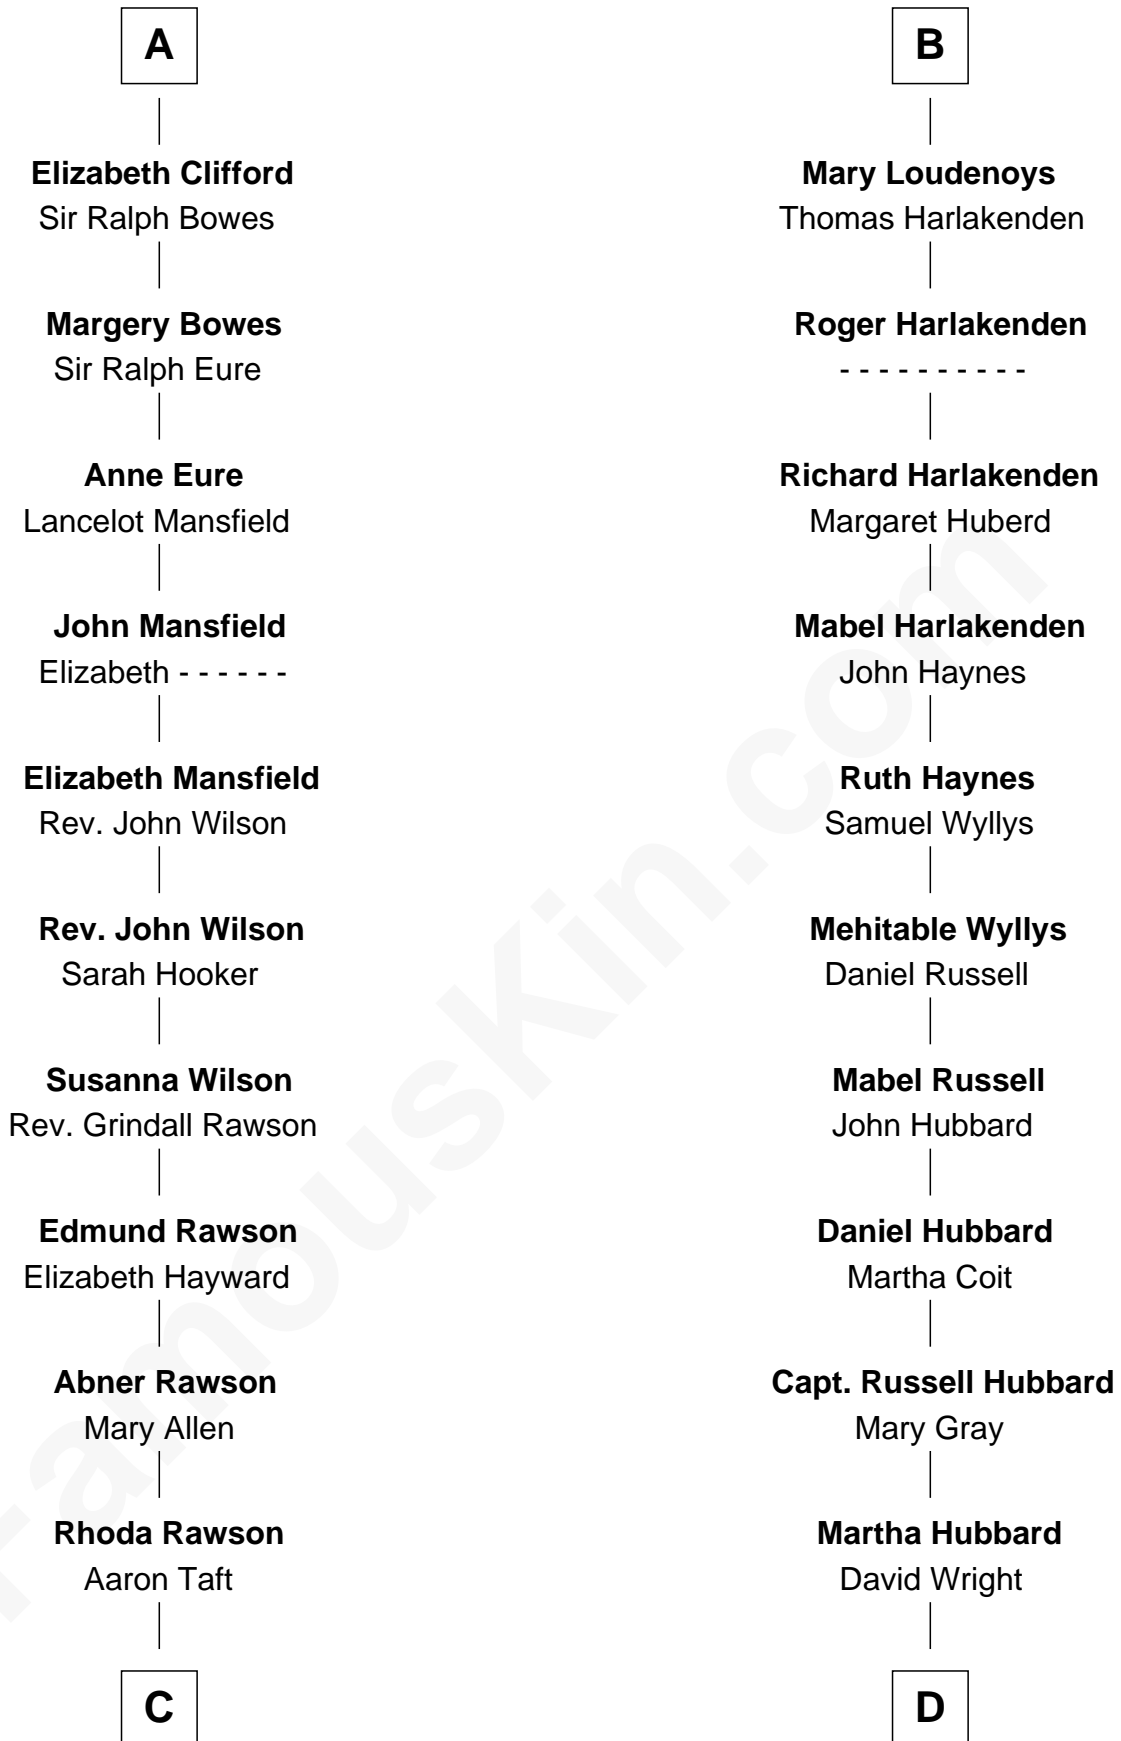 A
Elizabeth Clifford
Sir Ralph Bowes
Margery Bowes
Sir Ralph Eure
Anne Eure
Lancelot Mansfield
John Mansfield
Elizabeth - - - - - -
Elizabeth Mansfield
Rev. John Wilson
Rev. John Wilson
Sarah Hooker
Susanna Wilson
Rev. Grindall Rawson
Edmund Rawson
Elizabeth Hayward
Abner Rawson
Mary Allen
Rhoda Rawson
Aaron Taft
C
B
Mary Loudenoys
Thomas Harlakenden
Roger Harlakenden
- - - - - - - - - -
Richard Harlakenden
Margaret Huberd
Mabel Harlakenden
John Haynes
Ruth Haynes
Samuel Wyllys
Mehitable Wyllys
Daniel Russell
Mabel Russell
John Hubbard
Daniel Hubbard
Martha Coit
Capt. Russell Hubbard
Mary Gray
Martha Hubbard
David Wright
D
FamousKin.com